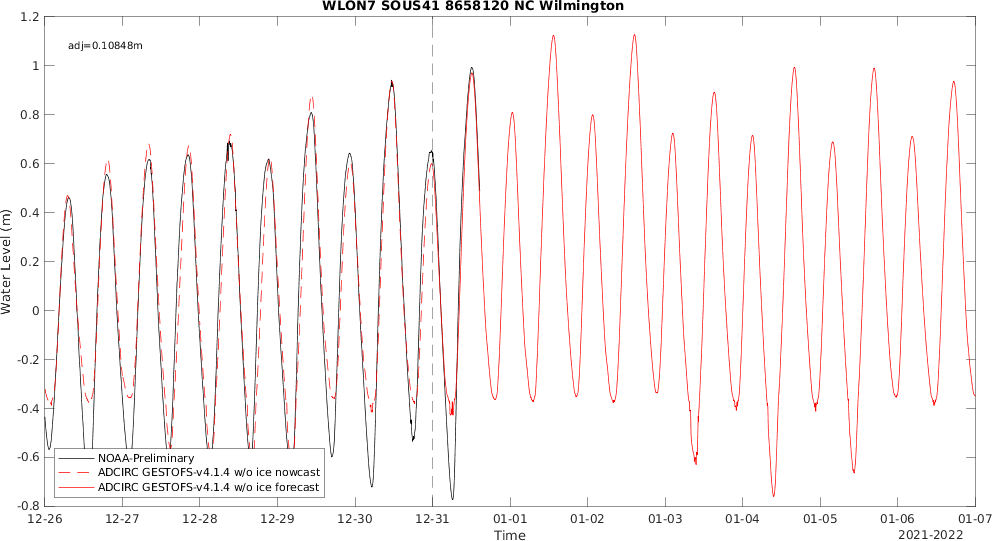 WLON7 SOUS41 8658120 NC Wilmington
adj=0.10848m
1.2
1
0.8
0.6
0.4
0.2
0
-0.2
-0.4
-0.6
-0.8
Water Level (m)
NOAA-Preliminary
ADCIRC GESTOFS-v4.1.4 w/o ice nowcast
ADCIRC GESTOFS-v4.1.4 w/o ice forecast
12-26 12-27 12-28 12-29 12-30 12-31 01-01 01-02 01-03 01-04 01-05 01-06 01-07
Time
2021-2022